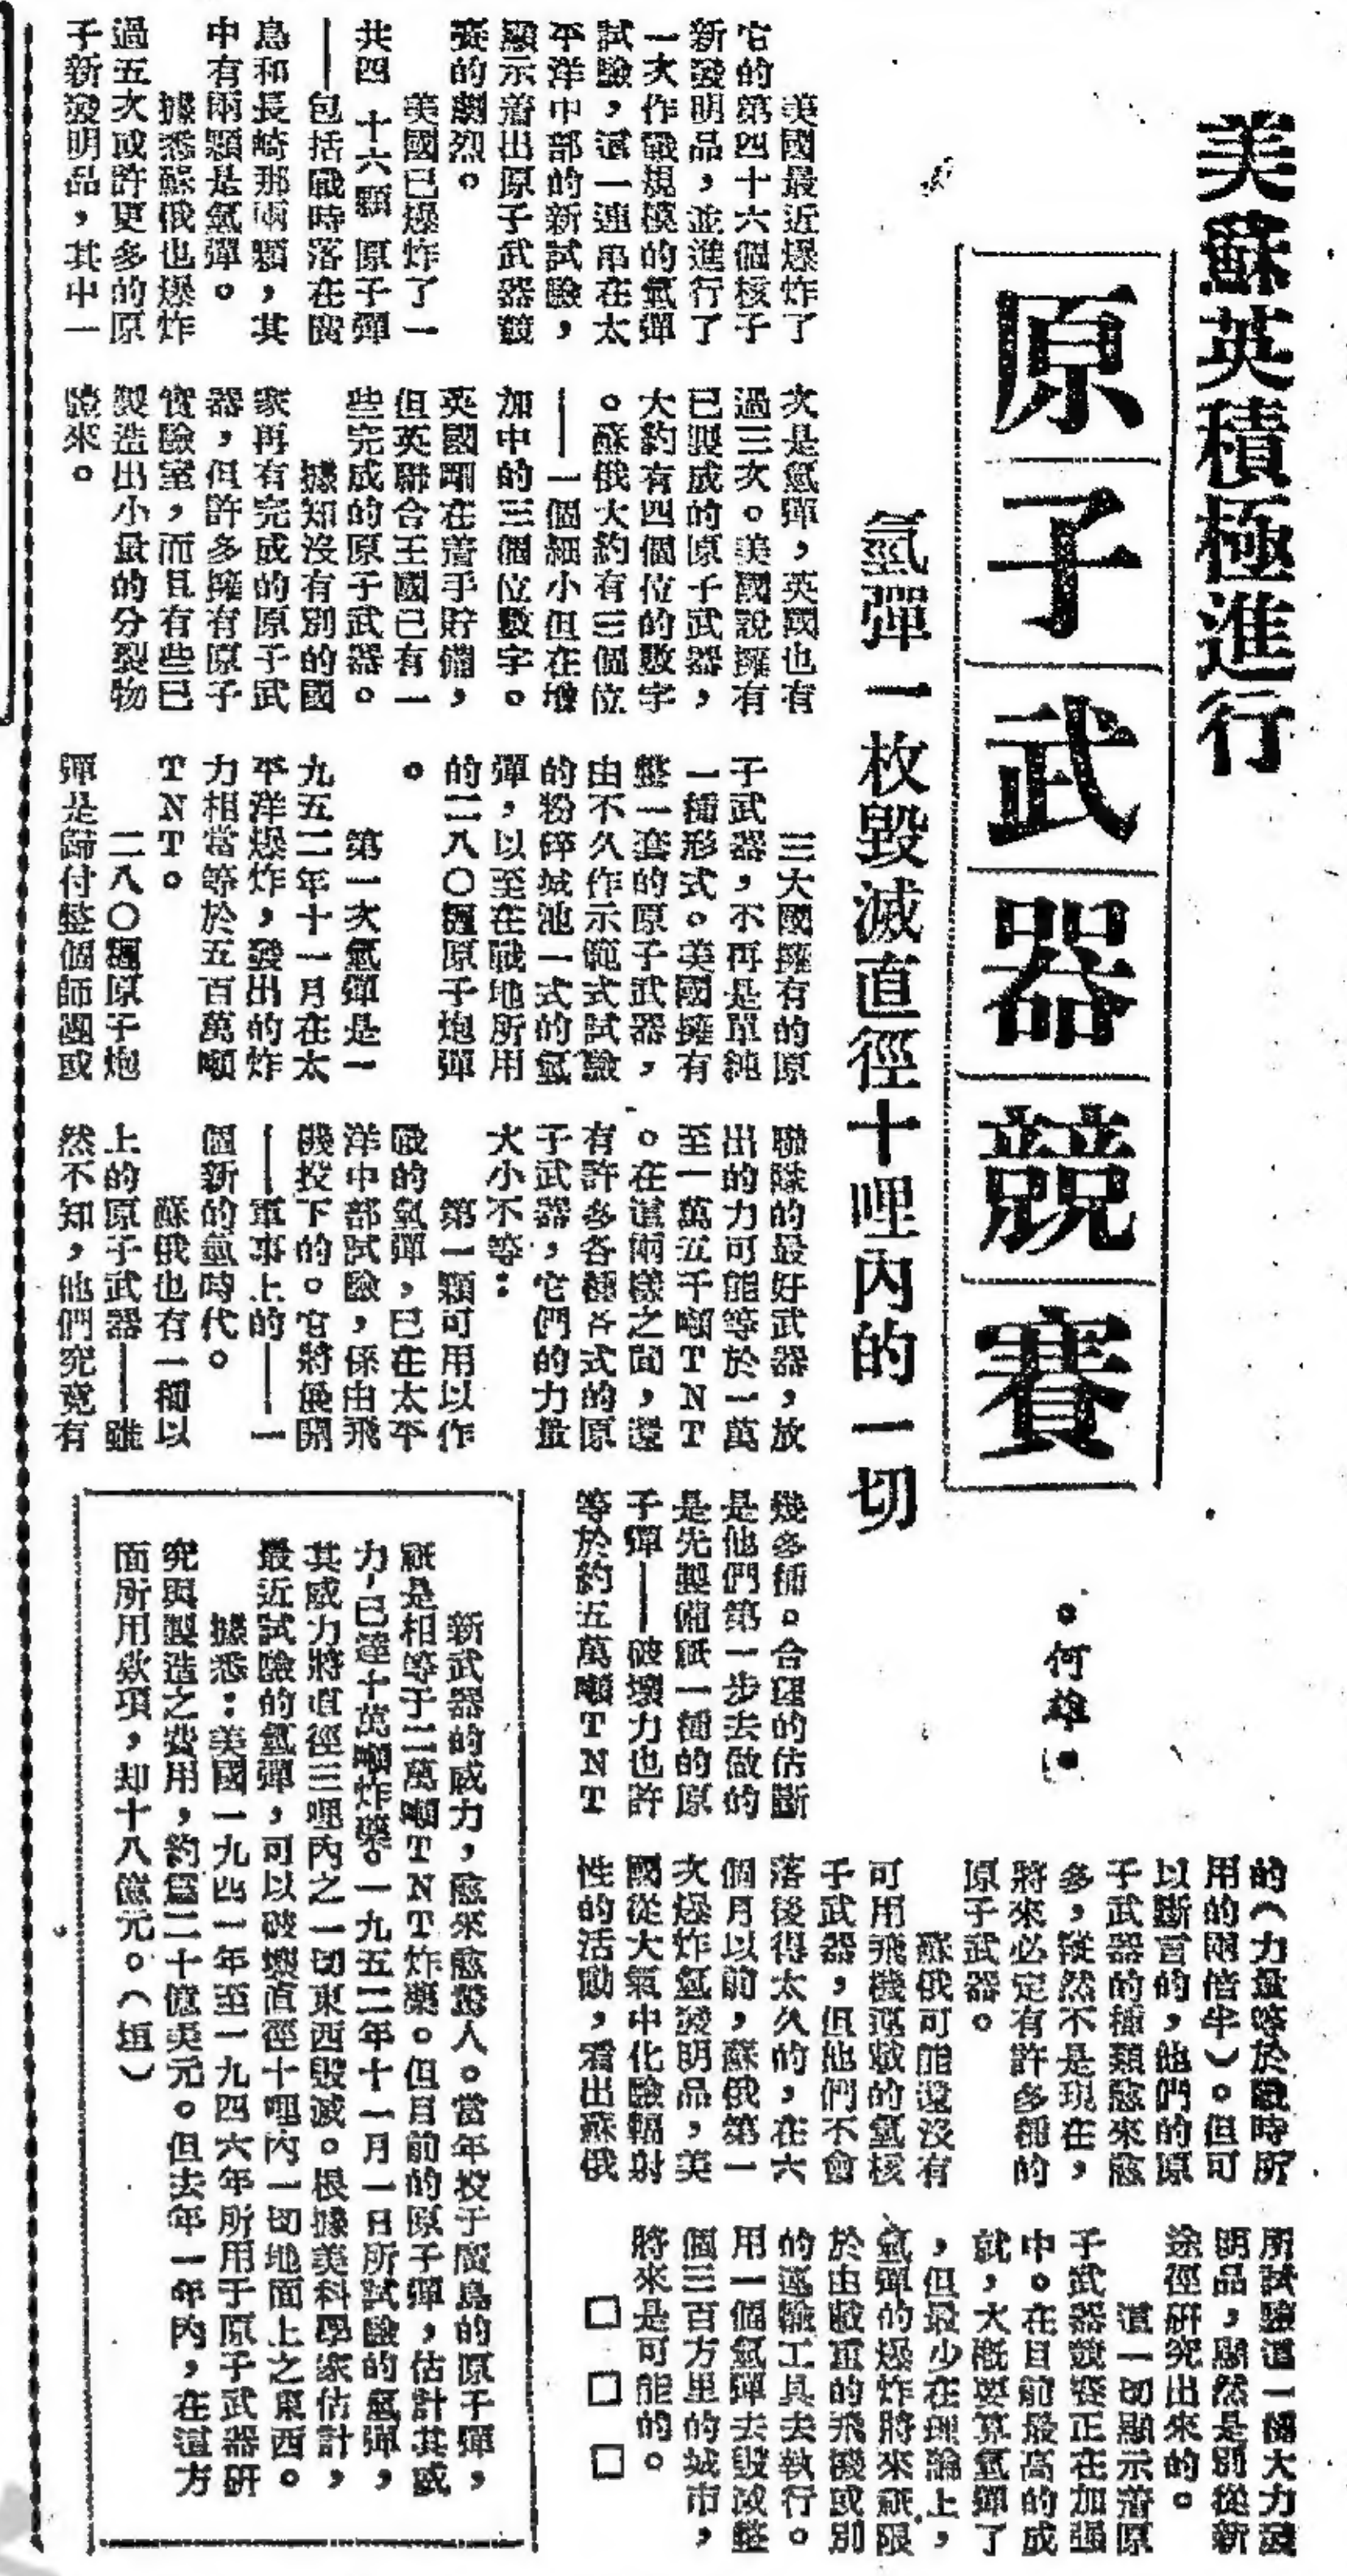 美蘇英積極進行
原子武器競賽
氫彈一枚毀滅直徑十哩內的一切
。何雄。
美國最近爆炸了
它的第四十六個核子
新發明品，並進行了
一次作戰規模的氫彈
試驗，這一連串在太
平洋中部的新試驗，
顯示着出原子武器競
賽的劇烈。
美國已爆炸了一
共四十六顆原子彈
——包括戰時落在廣
島和長崎那兩顆，其
中有兩顆是氫彈。
據悉蘇俄也爆炸
過五次或許更多的原
子新發明品，其中一
次是氫彈，英國也有
過三次。美國說擁有
已製成的原子武器，
大約有四個位的數字
。蘇俄大約有三個位
——一個細小但在增
加中的三個位數字。
英國剛在着手貯備，
但英聯合王國已有一
些完成的原子武器。
據知沒有別的國
家再有完成的原子武
器，但許多擁有原子
實驗室，而且有些已
製造出小量的分裂物
體來。
三大國擁有的原
子武器，不再是單純
一種形式。美國擁有
整一套的原子武器，
由不久作示範式試驗
的粉碎城池一式的氫
彈，以至在戰地所用
的二八〇糎原子炮彈
。
第一次氫彈是一
九五二年十一月在太
平洋爆炸，發出的炸
力相當等於五百萬噸
TNT。
二八〇糎原子炮
彈是歸付整個師團或
聯隊的最好武器，放
出的力可能等於一萬
至一萬五千噸TNT
。在這兩樣之間，還
有許多各種各式的原
子武器，它們的力量
大小不等：
第一顆可用以作
戰的氫彈，已在太平
洋中部試驗，係由飛
機投下的。它將展開
——軍事上的——一
個新的氫時代。
蘇俄也有一種以
上的原子武器——雖
然不知，他們究竟有
幾多種。合理的估斷
是他們第一步去做的
是先製備祇一種的原
子彈——破壞力也許
等於約五萬噸TNT
的（力量等於戰時所
用的兩倍半）。但可
以斷言的，他們的原
子武器的種類愈來愈
多，縱然不是現在，
將來必定有許多種的
原子武器。
蘇俄可能還沒有
可用飛機運載的氫核
子武器，但他們不會
落後得太久的，在六
個月以前，蘇俄第一
次爆炸氫發明品，美
國從大氣中化驗輻射
性的活動，看出蘇俄
所試驗這一種大力發
明品，顯然是別從新
途徑研究出來的。
這一切顯示着原
子武器競賽正在加强
中。在目前最高的成
就，大概要算氫彈了
，但最少在理論上，
氫彈的爆炸將來祇限
於由載重的飛機或別
的運輸工具去執行。
用一個氫彈去毀滅整
個三百方里的城市，
將來是可能的。
□□□
新武器的威力，愈來愈驚人。當年投于廣島的原子彈，
祇是相等于二萬噸TNT炸藥。但目前的原子彈，估計其威
力，已達十萬噸炸藥。一九五二年十一月一日所試驗的氫彈，
其威力將直徑三哩內之一切東西毀滅。根據美科學家估計，
最近試驗的氫彈，可以破壞直徑十哩內一切地面上之東西。
據悉：美國一九四一年至一九四六年所用于原子武器研
究與製造之費用，約爲二十億美元。但去年一年內，在這方
面所用欵項，却十八億元。（垣）